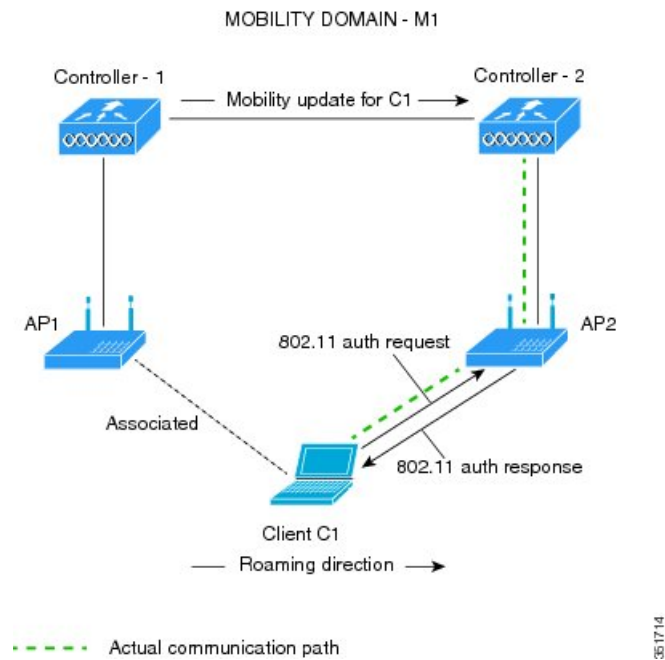 MOBILITY DOMAIN - M1
Controller - 1
Controller - 2
Mobility update for C1
AP1
AP2
802.11 auth request
Associated
802.11 auth response
Client C1
Roaming direction
Actual communication path
351714